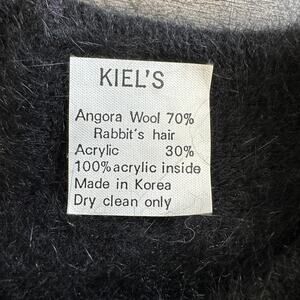 KIEL'S
Angora Wool 70%
Rabbit's hair
Acrylic 30%
100% acrylic inside
Made in Korea
Dry clean only